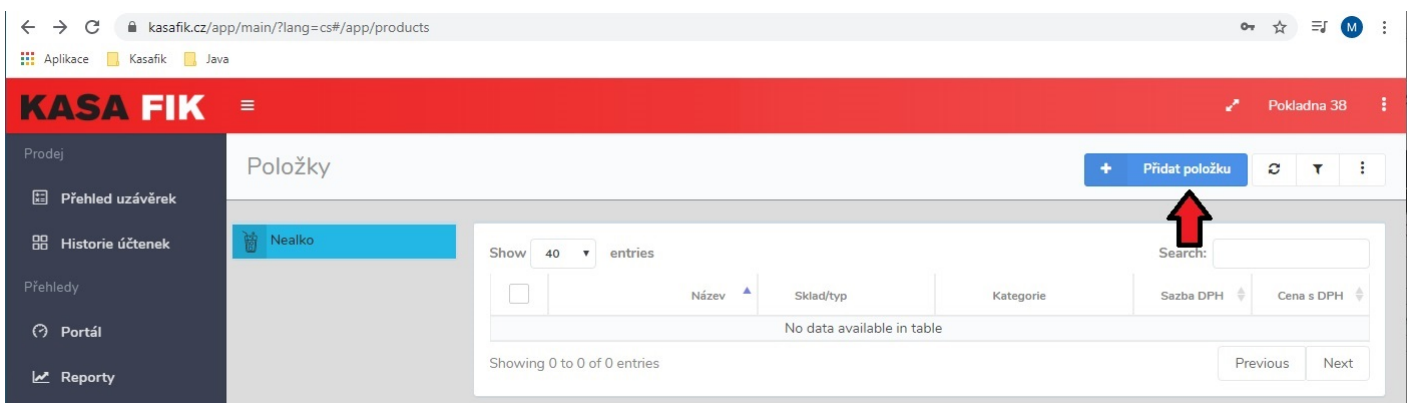 kasafik.cz/app/main/?lang=cs#/app/products
M
Aplikace Kasafik Java
KASA FIK Pokladna 38
Prodej
Položky
Přidat položku
Přehled uzávěrek
Historie účtenek
Nealko
Show 40 entries
Search:
Přehledy
Název Sklad/typ Kategorie Sazba DPH Cena s DPH
Portál
No data available in table
Showing 0 to 0 of 0 entries
Previous Next
Reporty